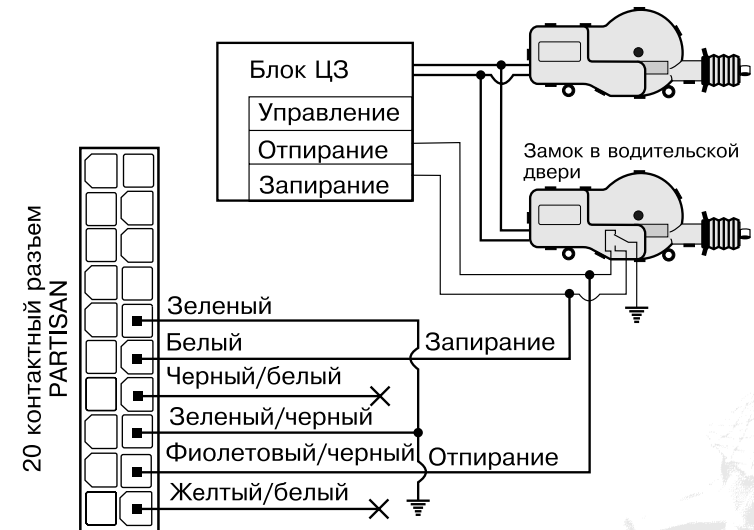 Блок ЦЗ
Управление
Отпирание
Запирание
Замок в водительской
двери
20 контактный разъем
PARTISAN
Зеленый
Белый
Запирание
Черный/белый
Зеленый/черный
Фиолетовый/черный
Отпирание
Желтый/белый